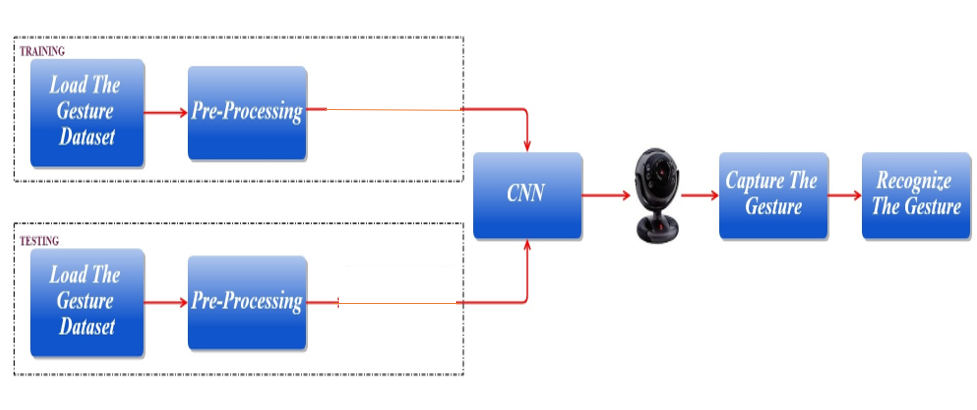 TRAINING
Load The
Gesture
Dataset
Pre-Processing
CNN
Capture The
Gesture
Recognize
The Gesture
TESTING
Load The
Gesture
Dataset
Pre-Processing